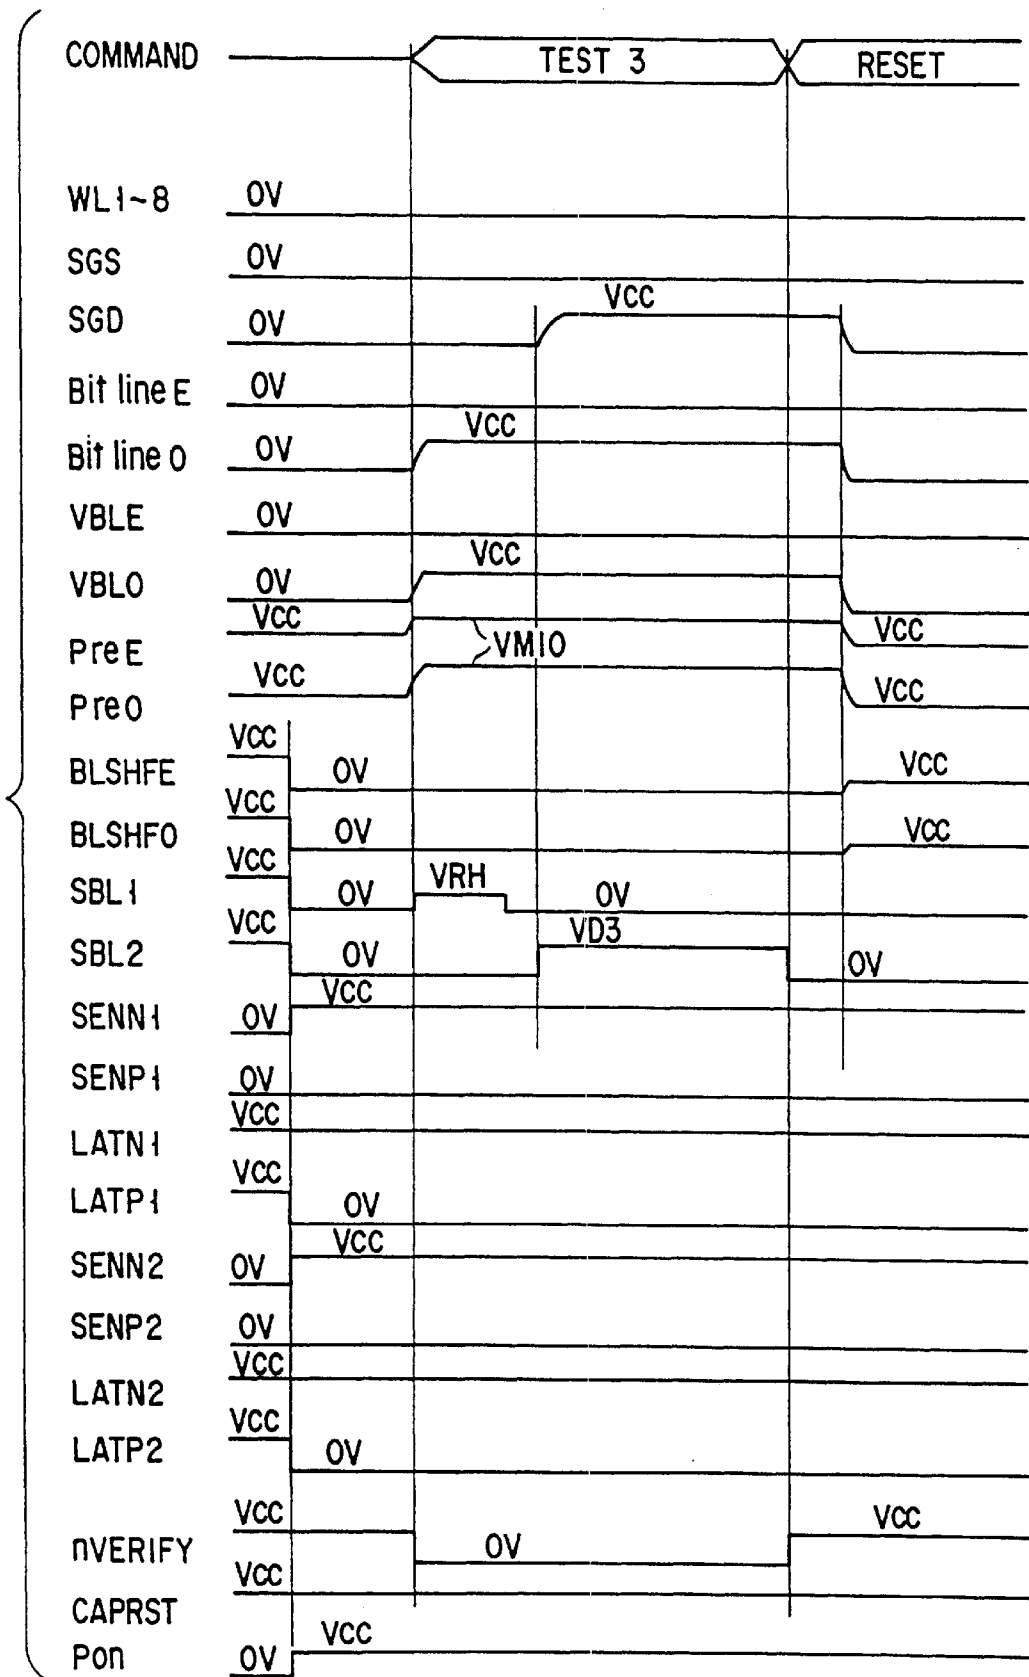 COMMAND TEST 3 RESET
WL1~8 0V
SGS 0V
VCC
SGD 0V
Bit line E 0V
VCC
Bit line O 0V
VBLE 0V
VCC
VBLO 0V
VCC VCC
PreE VM10
VCC VCC
PreO
VCC
BLSHFE 0V VCC
VCC
BLSHFO 0V VCC
VCC VRH
SBL1 0V 0V
VCC VD3
SBL2 0V 0V
VCC
SENN1 0V
SENP1 0V
VCC
LATN1
VCC
LATP1 0V
VCC
SENN2 0V
SENP2 0V
VCC
LATN2
VCC
LATP2 0V
VCC VCC
nVERIFY 0V
VCC
CAPRST
VCC
Pon 0V